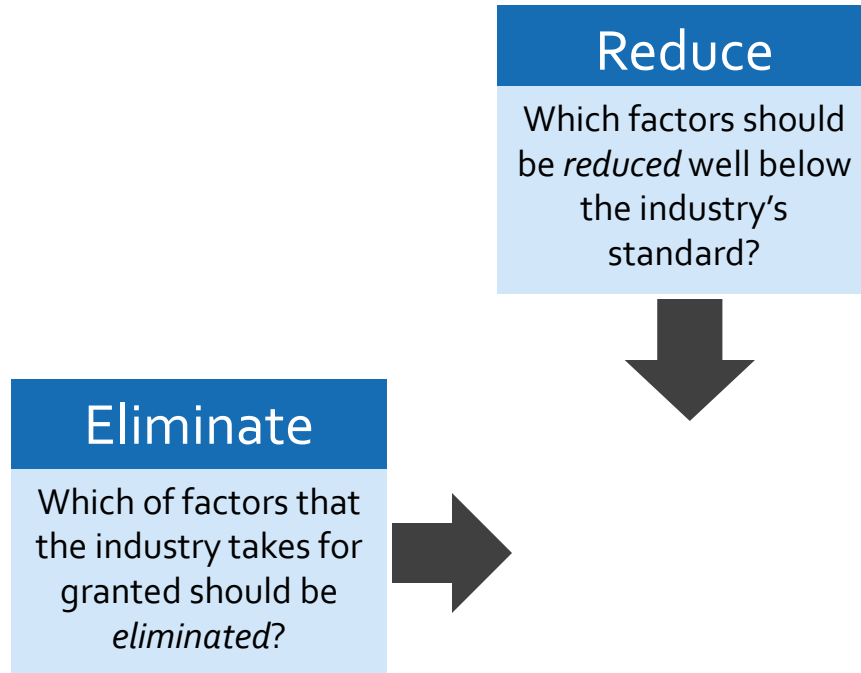 Reduce
Which factors should
be reduced well below
the industry’s
standard?
Eliminate
Which of factors that
the industry takes for
granted should be
eliminated?